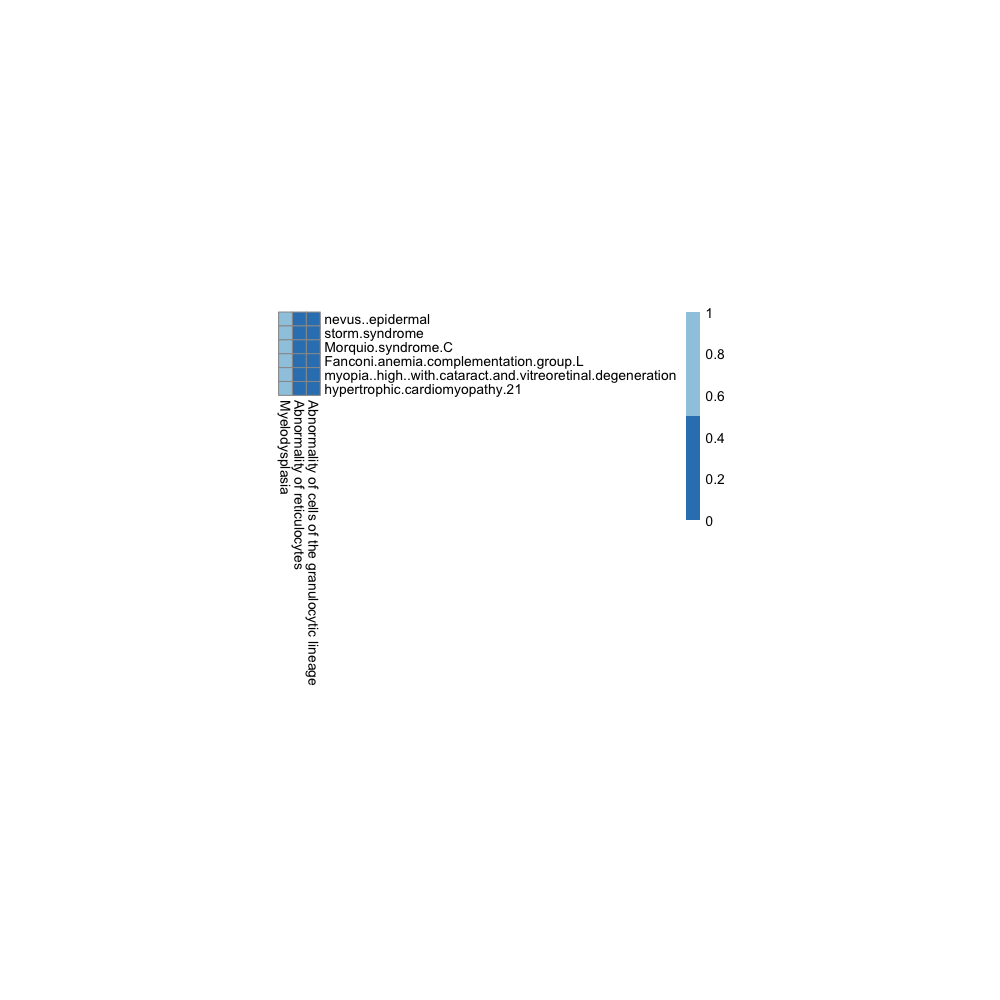 nevus..epidermal
storm.syndrome
Morquio.syndrome.C
Fanconi.anemia.complementation.group.L
myopia..high..with.cataract.and.vitreoretinal.degeneration
hypertrophic.cardiomyopathy.21
Myelodysplasia
Abnormality of reticulocytes
Abnormality of cells of the granulocytic lineage
1
0.8
0.6
0.4
0.2
0